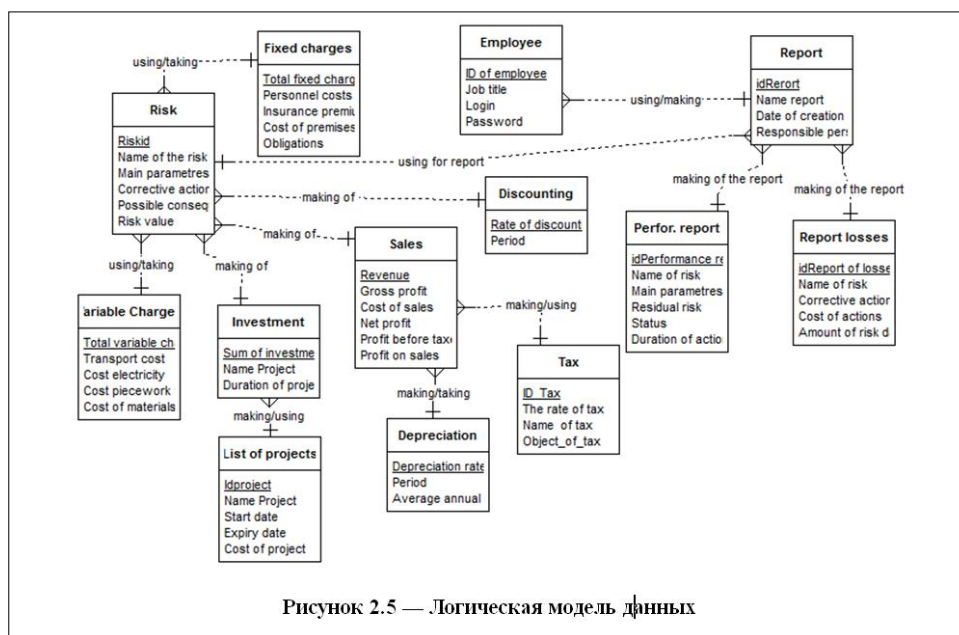 Fixed charges
Total fixed charg
Personnel costs
Insurance premiu
Cost of premises
Obligations
using/taking
Risk
Riskid
Name of the risk
Main parametres
Corrective action
Possible conseq
Risk value
Employee
ID of employee
Job title
Login
Password
using/making
Report
idRerort
Name report
Date of creation
Responsible pers
using for report
making of
Discounting
Rate of discount
Period
making of the report
making of the report
making of
Sales
Revenue
Gross profit
Cost of sales
Net profit
Profit before taxe
Profit on sales
Perfor. report
idPerformance re
Name of risk
Main parametres
Residual risk
Status
Duration of action
Report losses
idReport of losse
Name of risk
Corrective action
Cost of actions
Amount of risk d
using/taking
making of
ariable Charge
Total variable ch
Transport cost
Cost electricity
Cost piecework
Cost of materials
Investment
Sum of investme
Name Project
Duration of proje
making/using
Tax
ID_Tax
The rate of tax
Name of tax
Object_of_tax
making/using
making/taking
List of projects
Idproject
Name Project
Start date
Expiry date
Cost of project
Depreciation
Depreciation rate
Period
Average annual
Рисунок 2.5 — Логическая модель данных